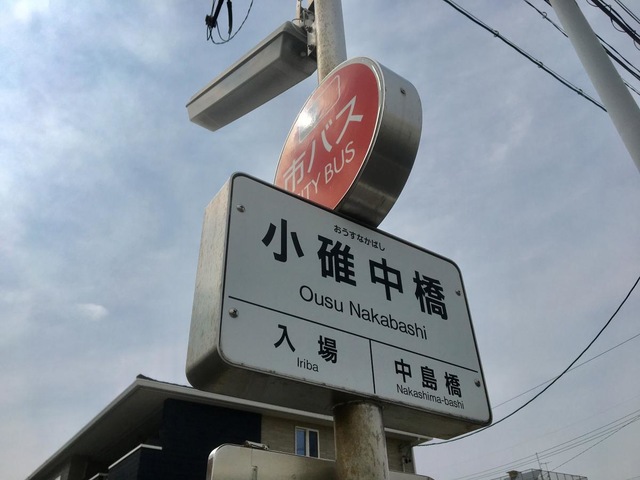 市バス
CITY BUS
おうすなかばし
小碓中橋
Ousu Nakabashi
入場
Iriba
中島橋
Nakashima-bashi